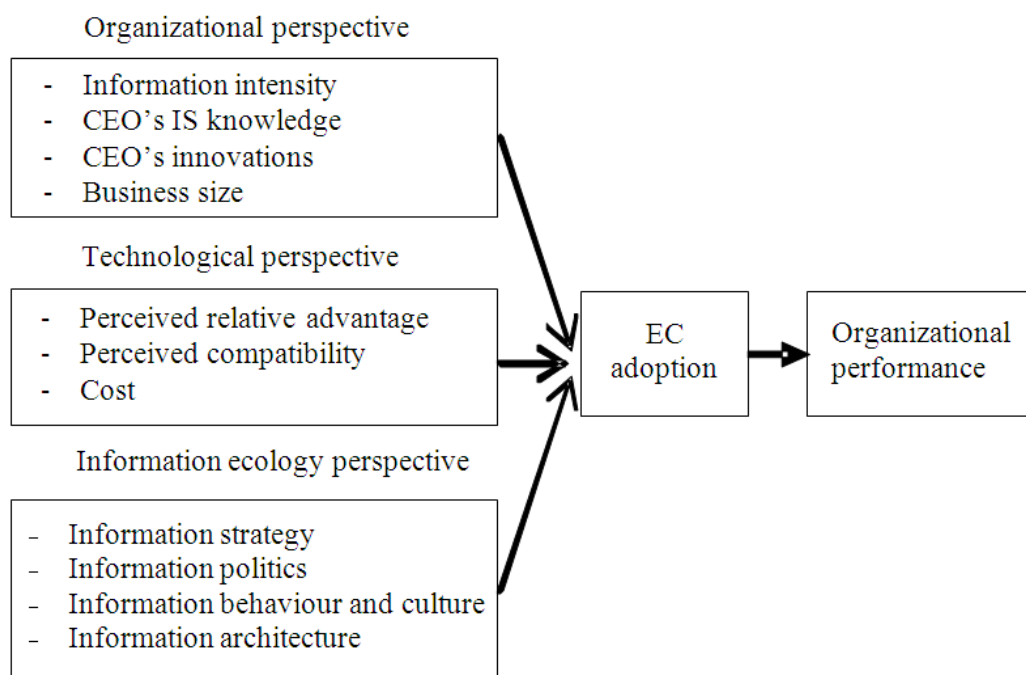 Organizational perspective
- Information intensity
- CEO’s IS knowledge
- CEO’s innovations
- Business size
Technological perspective
- Perceived relative advantage
- Perceived compatibility
- Cost
Information ecology perspective
- Information strategy
- Information politics
- Information behaviour and culture
- Information architecture
EC
adoption
Organizational
performance